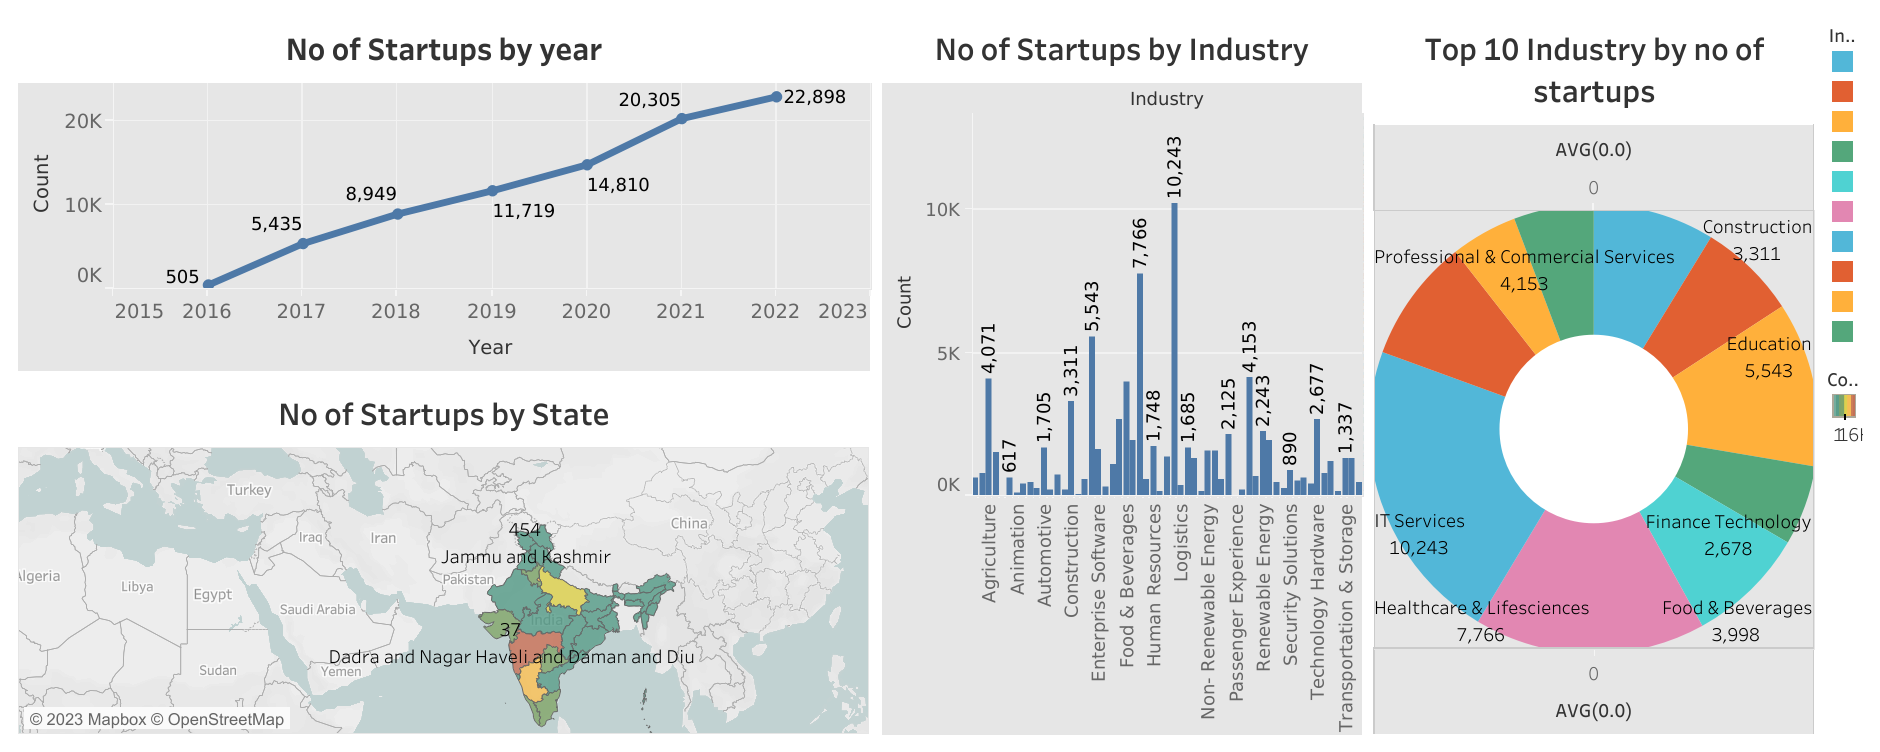 No of Startups by year
20K
10K
0K
Count
505
5,435
8,949
11,719
14,810
20,305
22,898
2015 2016 2017 2018 2019 2020 2021 2022 2023
Year
No of Startups by State
Turkey
China
Iraq
Iran
Pakistan
lgeria
Libya
Egypt
Saudi Arabia
India
Sudan
Yemen
454
Jammu and Kashmir
37
Dadra and Nagar Haveli and Daman and Diu
© 2023 Mapbox © OpenStreetMap
No of Startups by Industry
Industry
10K
5K
0K
Count
4,071
617
1,705
3,311
5,543
7,766
1,748
10,243
1,685
2,125
4,153
2,243
890
2,677
1,337
Agriculture
Animation
Automotive
Construction
Enterprise Software
Food & Beverages
Human Resources
Logistics
Non- Renewable Energy
Passenger Experience
Renewable Energy
Security Solutions
Technology Hardware
Transportation & Storage
Top 10 Industry by no of
startups
AVG(0.0)
0
Construction
3,311
Professional & Commercial Services
4,153
Education
5,543
IT Services
10,243
Finance Technology
2,678
Healthcare & Lifesciences
7,766
Food & Beverages
3,998
0
AVG(0.0)
In..
Co..